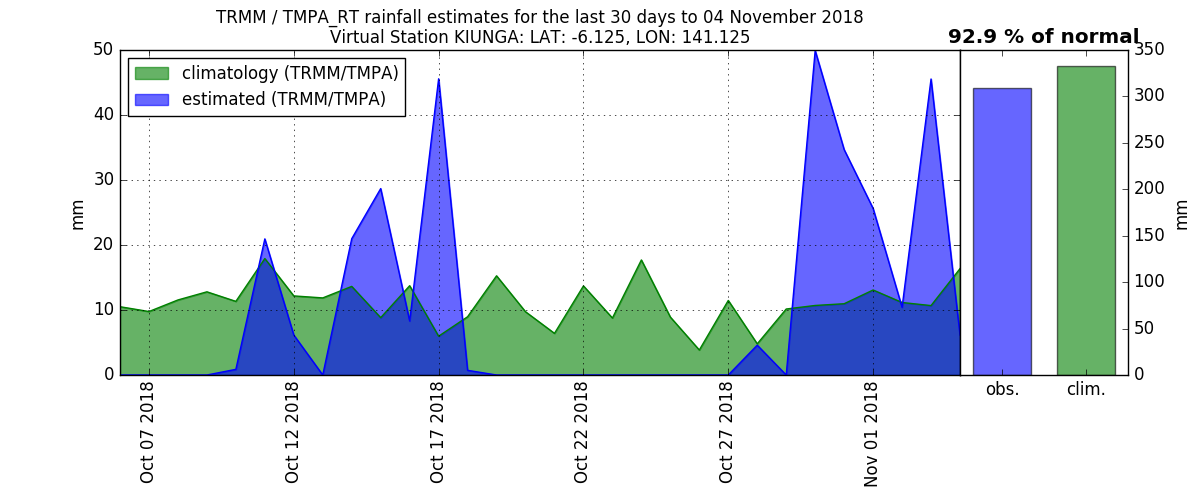 TRMM / TMPA_RT rainfall estimates for the last 30 days to 04 November 2018
Virtual Station KIUNGA: LAT: -6.125, LON: 141.125
92.9 % of normal
climatology (TRMM/TMPA)
estimated (TRMM/TMPA)
50
40
30
20
10
0
mm
Oct 07 2018
Oct 12 2018
Oct 17 2018
Oct 22 2018
Oct 27 2018
Nov 01 2018
obs.
clim.
350
300
250
200
150
100
50
0
mm